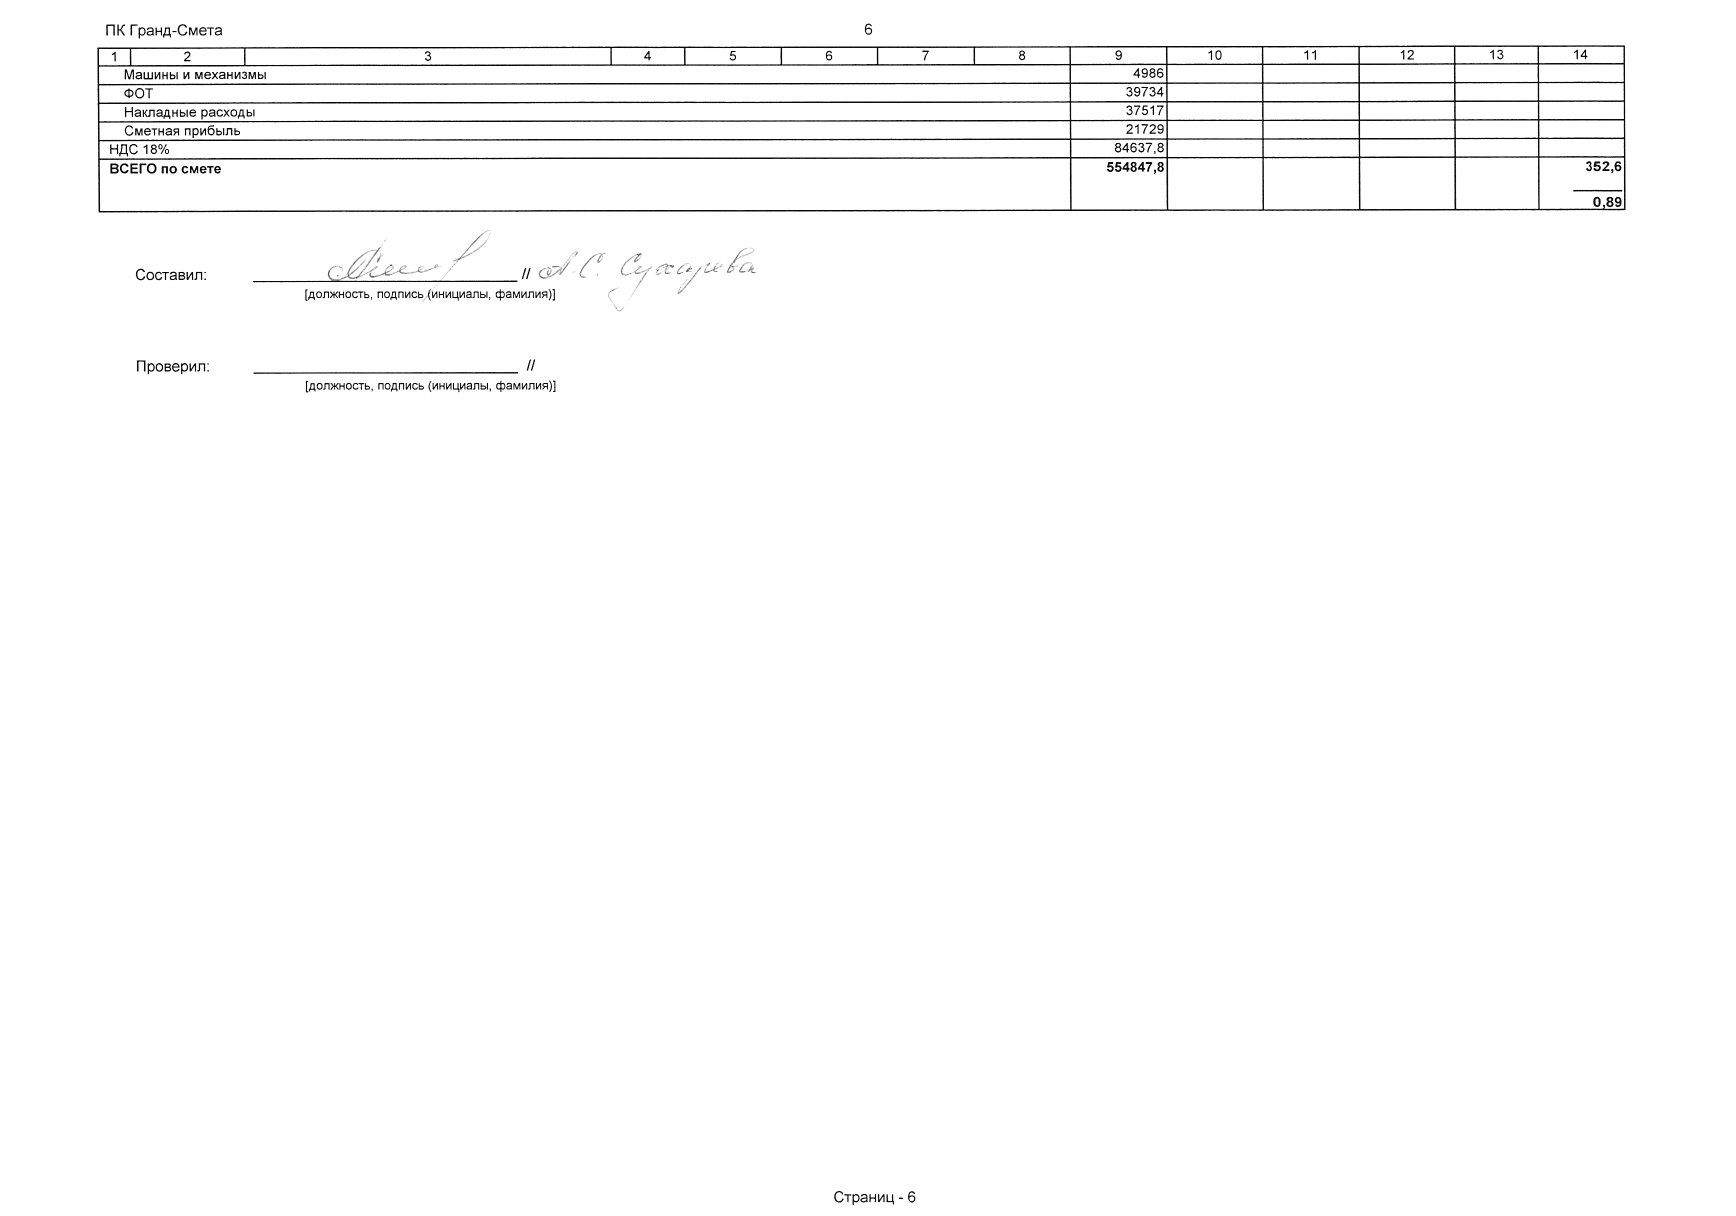 ПК Гранд-Смета 6
1 2 3 4 5 6 7 8 9 10 11 12 13 14
Машины и механизмы 4986
ФОТ 39734
Накладные расходы 37517
Сметная прибыль 21729
НДС 18% 84637,8
ВСЕГО по смете 554847,8 352,6
0,89
Составил: // А.С. Сухарева
[должность, подпись (инициалы, фамилия)]
Проверил: //
[должность, подпись (инициалы, фамилия)]
Страниц - 6